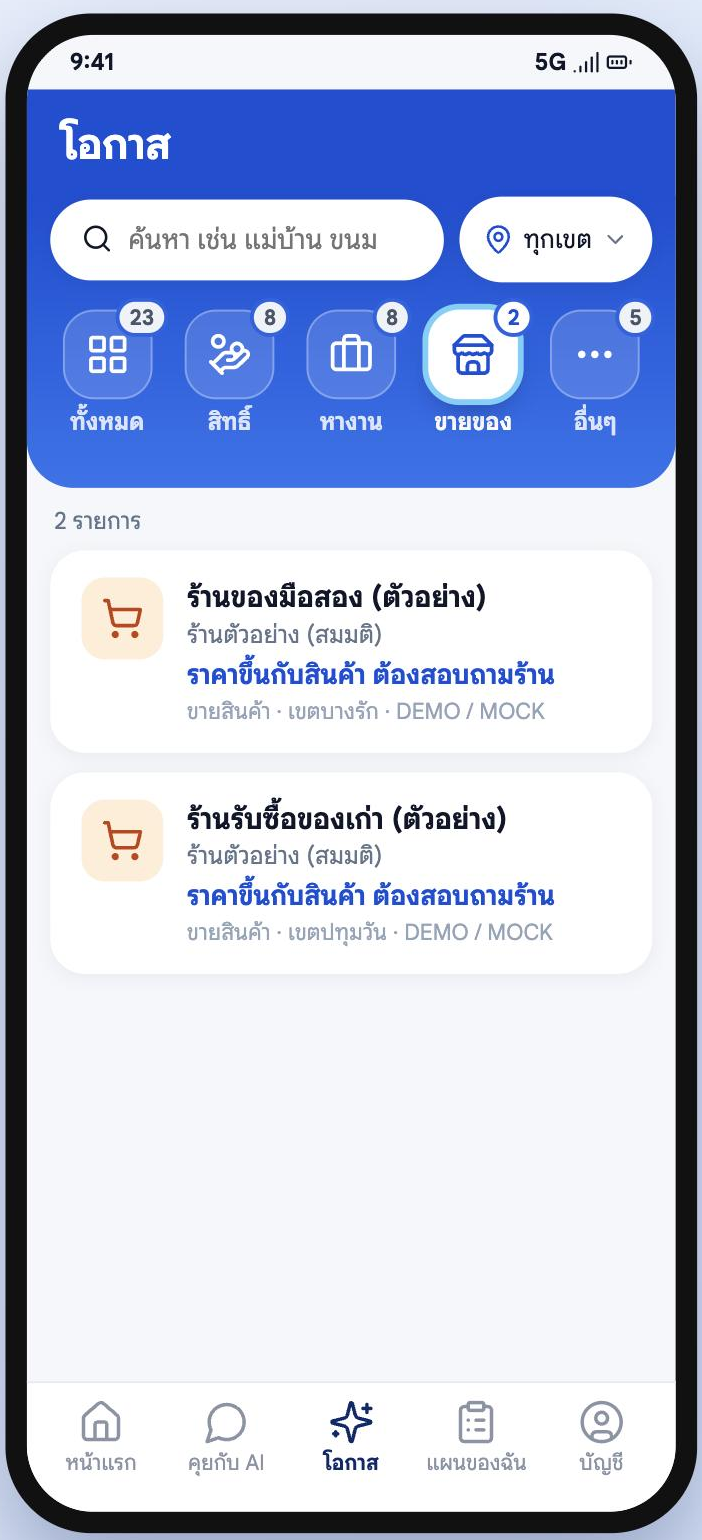 9:41 5G
โอกาส
ค้นหา เช่น แม่บ้าน ขนม ทุกเขต
23 8 8 2 5
ทั้งหมด สิทธิ์ หางาน ขายของ อื่นๆ
2 รายการ
ร้านของมือสอง (ตัวอย่าง)
ร้านตัวอย่าง (สมมติ)
ราคาขึ้นกับสินค้า ต้องสอบถามร้าน
ขายสินค้า · เขตบางรัก · DEMO / MOCK
ร้านรับซื้อของเก่า (ตัวอย่าง)
ร้านตัวอย่าง (สมมติ)
ราคาขึ้นกับสินค้า ต้องสอบถามร้าน
ขายสินค้า · เขตปทุมวัน · DEMO / MOCK
หน้าแรก คุยกับ AI โอกาส แผนของฉัน บัญชี